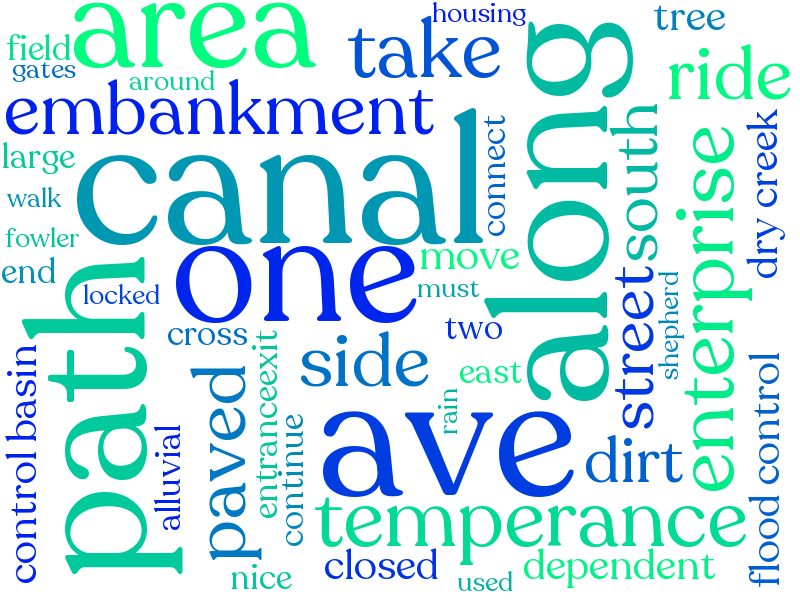 housing
area
tree
field
take
gates
around
ride
embankment
along
large
canal
connect
south
dry creek
walk
enterprise
fowler
one
move
end
path
locked
must
street
shepherd
cross
two
side
east
control basin
paved
entranceexit
rain
ave
flood control
alluvial
continue
dirt
temperance
closed
dependent
nice
used